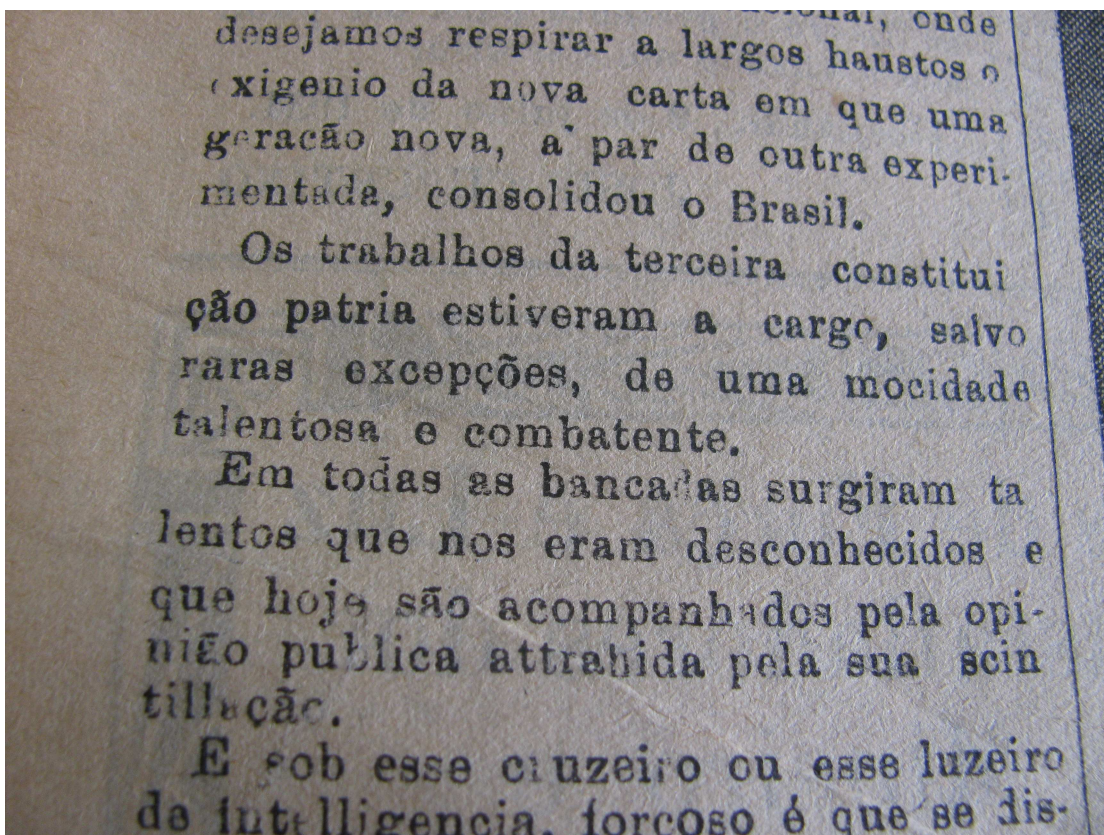 onde
desejamos respirar a largos haustos o
oxigenio da nova carta em que uma
geração nova, a par de outra experi-
mentada, consolidou o Brasil.
Os trabalhos da terceira constitui
ção patria estiveram a cargo, salvo
raras excepções, de uma mocidade
talentosa e combatente.
Em todas as bancadas surgiram ta
lentos que nos eram desconhecidos e
que hoje são acompanhados pela opi-
nião publica attrahida pela sua scin
tillação.
E sob esse cruzeiro ou esse luzeiro
de intelligencia, forçoso é que se dis-